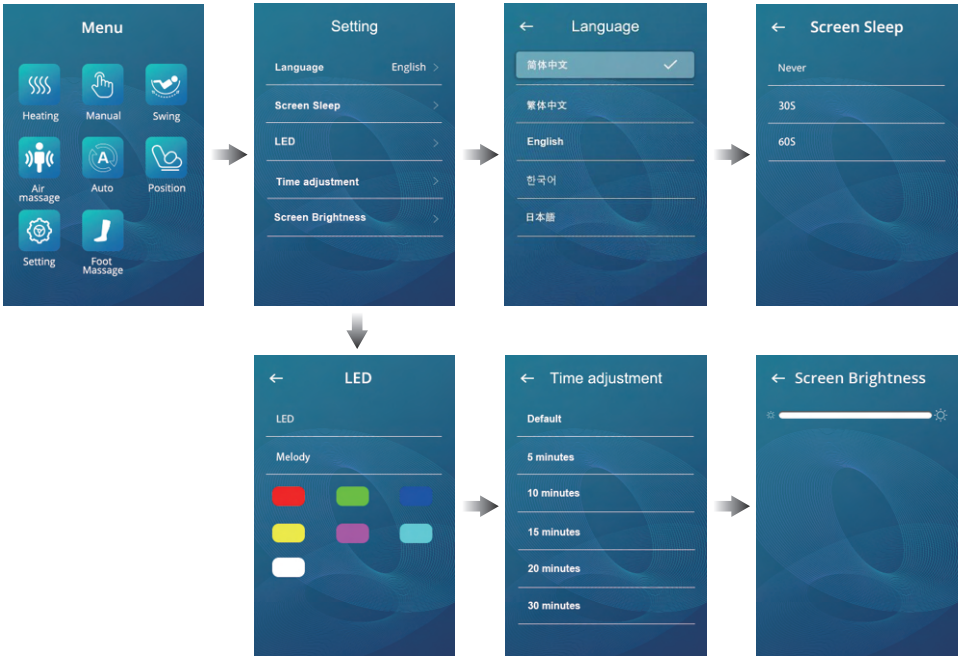 Menu
Heating
Manual
Swing
Air
massage
A
Auto
Position
Setting
Foot
Massage
Setting
Language English >
Screen Sleep >
LED >
Time adjustment >
Screen Brightness >
← Language
简体中文 ✓
繁体中文
English
한국어
日本語
← Screen Sleep
Never
30S
60S
← LED
LED
Melody
← Time adjustment
Default
5 minutes
10 minutes
15 minutes
20 minutes
30 minutes
← Screen Brightness